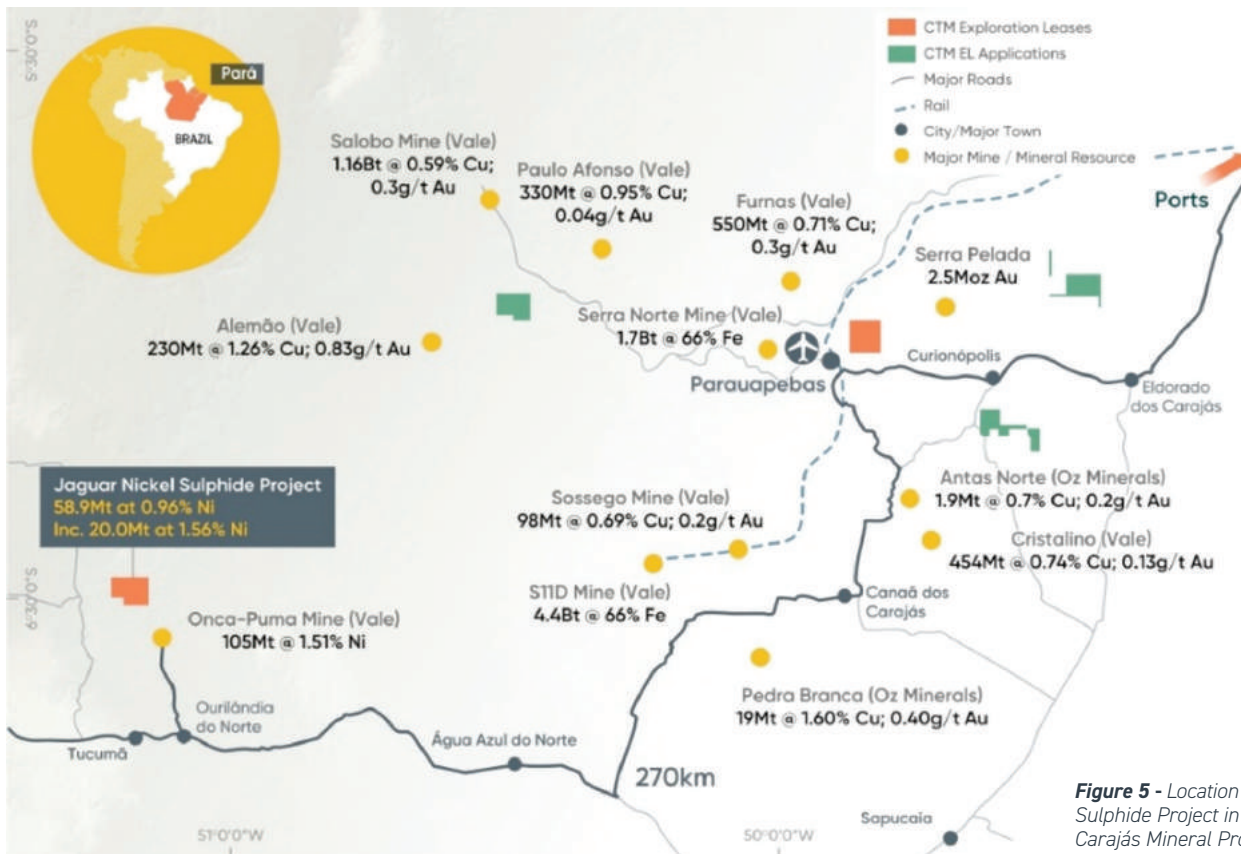 5°30'0"S
Pará
BRAZIL
CTM Exploration Leases
CTM EL Applications
Major Roads
Rail
City/Major Town
Major Mine / Mineral Resource
Ports
Salobo Mine (Vale)
1.16Bt @ 0.59% Cu;
0.3g/t Au
Paulo Afonso (Vale)
330Mt @ 0.95% Cu;
0.04g/t Au
Furnas (Vale)
550Mt @ 0.71% Cu;
0.3g/t Au
Serra Pelada
2.5Moz Au
Alemão (Vale)
230Mt @ 1.26% Cu; 0.83g/t Au
Serra Norte Mine (Vale)
1.7Bt @ 66% Fe
Parauapebas
Curionópolis
Eldorado
dos Carajás
Jaguar Nickel Sulphide Project
58.9Mt at 0.96% Ni
Inc. 20.0Mt at 1.56% Ni
Sossego Mine (Vale)
98Mt @ 0.69% Cu; 0.2g/t Au
Antas Norte (Oz Minerals)
1.9Mt @ 0.7% Cu; 0.2g/t Au
Cristalino (Vale)
454Mt @ 0.74% Cu; 0.13g/t Au
6°30'0"S
S11D Mine (Vale)
4.4Bt @ 66% Fe
Canaã dos
Carajás
Onca-Puma Mine (Vale)
105Mt @ 1.51% Ni
Pedra Branca (Oz Minerals)
19Mt @ 1.60% Cu; 0.40g/t Au
Ourilândia
do Norte
Tucumã
Água Azul do Norte
270km
Sapucaia
51°0'0"W
50°0'0"W
Figure 5 - Location
Sulphide Project in
Carajás Mineral Pro